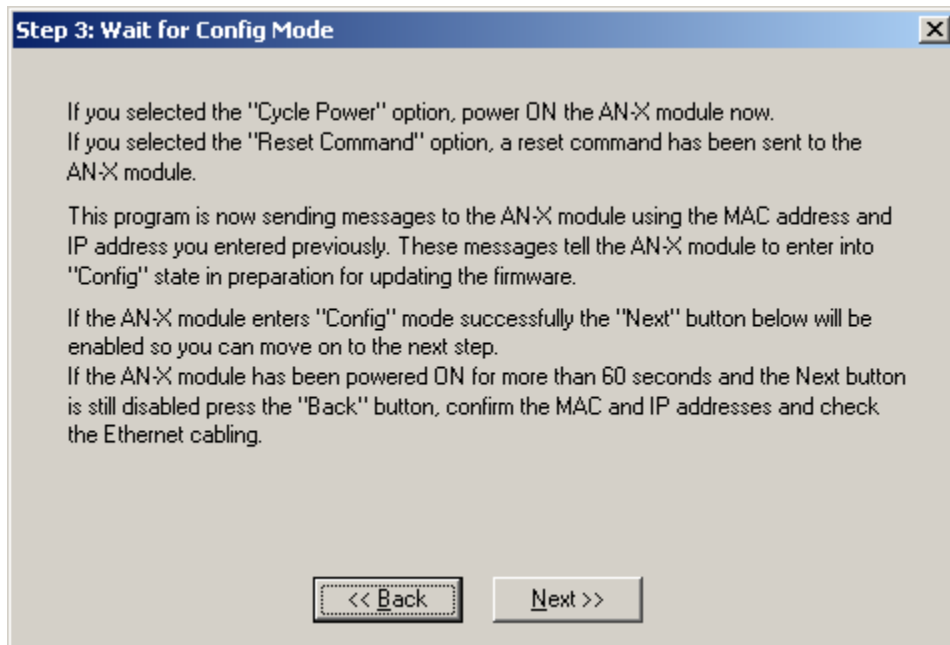 Step 3: Wait for Config Mode
If you selected the "Cycle Power" option, power ON the AN-X module now.
If you selected the "Reset Command" option, a reset command has been sent to the
AN-X module.
This program is now sending messages to the AN-X module using the MAC address and
IP address you entered previously. These messages tell the AN-X module to enter into
"Config" state in preparation for updating the firmware.
If the AN-X module enters "Config" mode successfully the "Next" button below will be
enabled so you can move on to the next step.
If the AN-X module has been powered ON for more than 60 seconds and the Next button
is still disabled press the "Back" button, confirm the MAC and IP addresses and check
the Ethernet cabling.
<< Back
Next >>